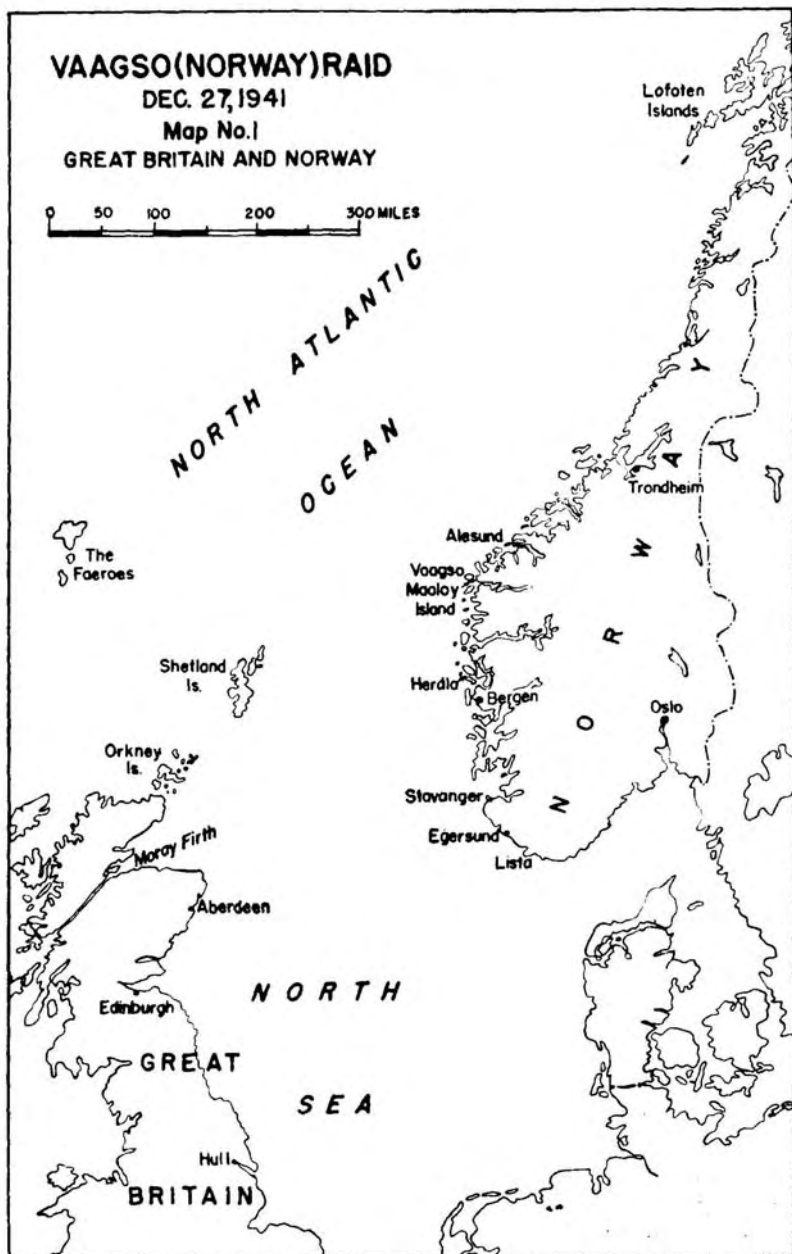 VAAGSO(NORWAY)RAID
DEC. 27,1941
Map No.1
GREAT BRITAIN AND NORWAY
0 50 100 200 300 MILES
Lofoten
Islands
NORTH ATLANTIC
OCEAN
Trondheim
Alesund
The
Faeroes
Vaagso
Maaloy
Island
Shetland
Is.
Herdla
Bergen
Oslo
NORWAY
Orkney
Is.
Stavanger
Egersund
Lista
Moray Firth
Aberdeen
Edinburgh
NORTH
SEA
GREAT
BRITAIN
Hull